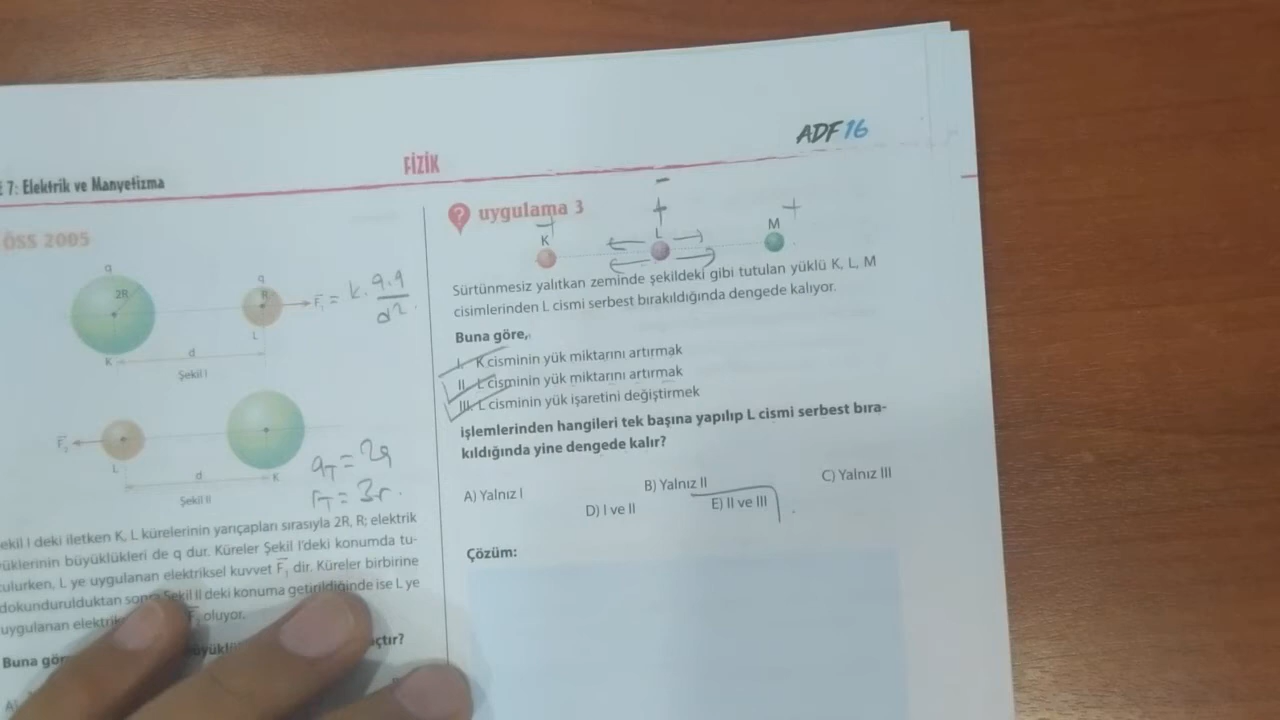 ADF 16
FİZİK
7: Elektrik ve Manyetizma
ÖSS 2005
q
2R
K
d
Şekil I
q
R
L
F₁ = k. q.q / d².
F₂
L
d
K
Şekil II
qT = 2q
rT = 3r.
ekil I deki iletken K, L kürelerinin yarıçapları sırasıyla 2R, R; elektrik
yüklerinin büyüklükleri de q dur. Küreler Şekil I'deki konumda tu-
tulurken, L ye uygulanan elektriksel kuvvet F₁ dir. Küreler birbirine
dokundurulduktan sonra Şekil II deki konuma getirildiğinde ise L ye
uygulanan elektrik F₂ oluyor.
Buna gör
açtır?
A)
? uygulama 3
+
K
-
+
L
+
M
Sürtünmesiz yalıtkan zeminde şekildeki gibi tutulan yüklü K, L, M
cisimlerinden L cismi serbest bırakıldığında dengede kalıyor.
Buna göre,
I. K cisminin yük miktarını artırmak
II. L cisminin yük miktarını artırmak
III. L cisminin yük işaretini değiştirmek
işlemlerinden hangileri tek başına yapılıp L cismi serbest bıra-
kıldığında yine dengede kalır?
A) Yalnız I
B) Yalnız II
C) Yalnız III
D) I ve II
E) II ve III
Çözüm: